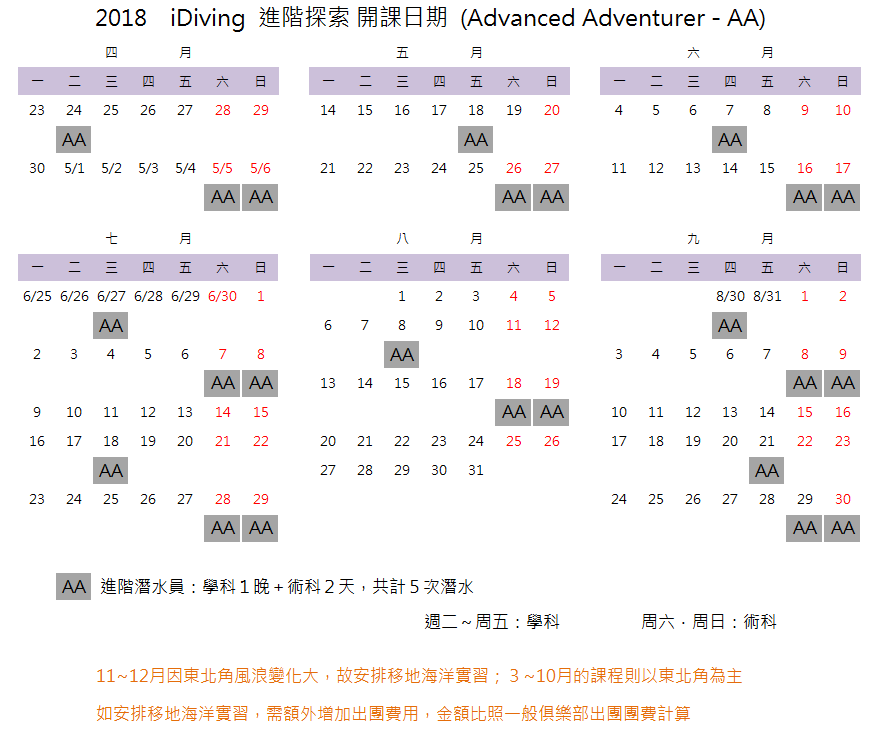 2018 iDiving 進階探索 開課日期 (Advanced Adventurer - AA)
四 月 五 月 六 月
一 二 三 四 五 六 日 一 二 三 四 五 六 日 一 二 三 四 五 六 日
23 24 25 26 27 28 29 14 15 16 17 18 19 20 4 5 6 7 8 9 10
AA AA AA
30 5/1 5/2 5/3 5/4 5/5 5/6 21 22 23 24 25 26 27 11 12 13 14 15 16 17
AA AA AA AA AA AA
七 月 八 月 九 月
一 二 三 四 五 六 日 一 二 三 四 五 六 日 一 二 三 四 五 六 日
6/25 6/26 6/27 6/28 6/29 6/30 1 1 2 3 4 5 8/30 8/31 1 2
AA 6 7 8 9 10 11 12 AA
2 3 4 5 6 7 8 AA 3 4 5 6 7 8 9
AA AA 13 14 15 16 17 18 19 AA AA
9 10 11 12 13 14 15 AA AA 10 11 12 13 14 15 16
16 17 18 19 20 21 22 20 21 22 23 24 25 26 17 18 19 20 21 22 23
AA 27 28 29 30 31 AA
23 24 25 26 27 28 29 24 25 26 27 28 29 30
AA AA AA AA
AA 進階潛水員：學科１晚＋術科２天，共計５次潛水
週二～周五：學科 周六．周日：術科
11~12月因東北角風浪變化大，故安排移地海洋實習；３~10月的課程則以東北角為主
如安排移地海洋實習，需額外增加出團費用，金額比照一般俱樂部出團團費計算